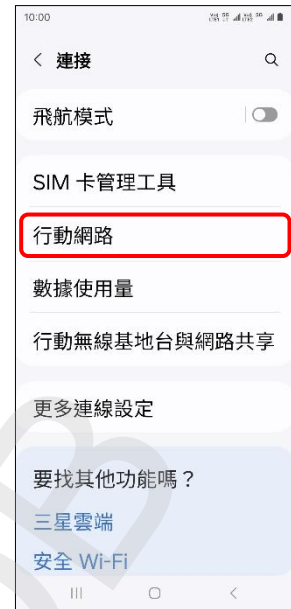 10:00
連接
飛航模式
SIM 卡管理工具
行動網路
數據使用量
行動無線基地台與網路共享
更多連線設定
要找其他功能嗎？
三星雲端
安全 Wi-Fi